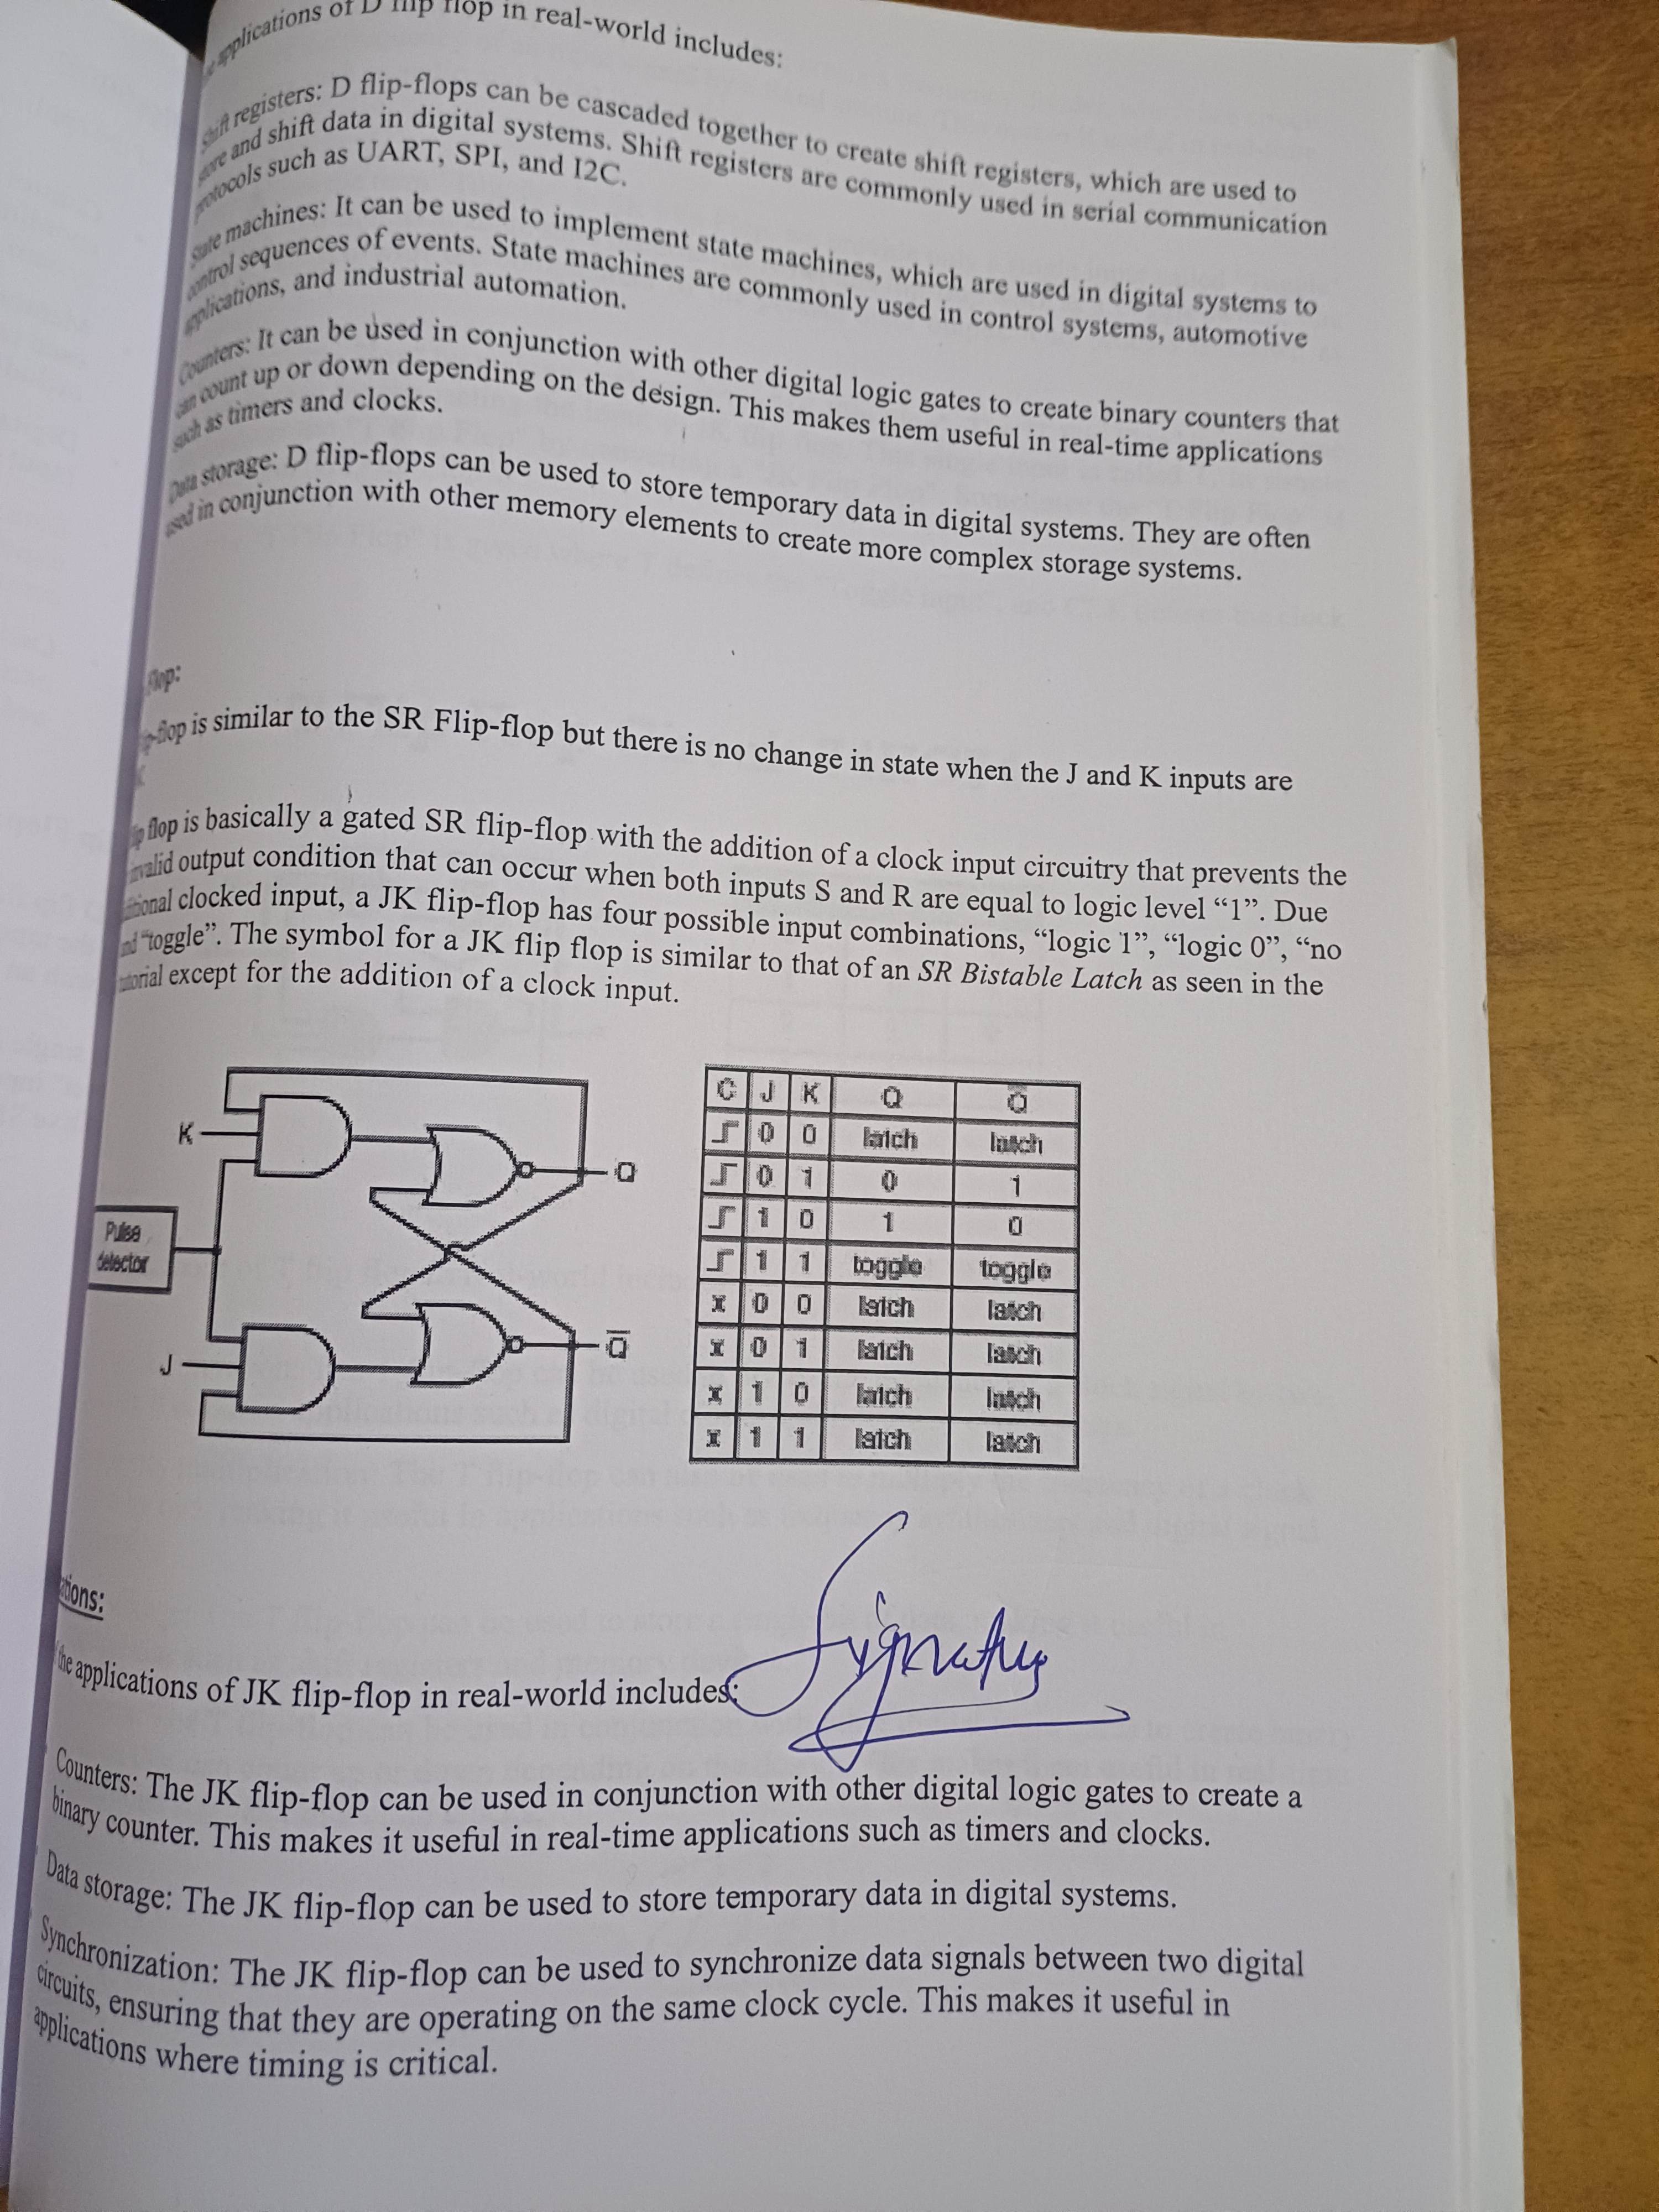 applications of D flip flop in real-world includes:
Shift registers: D flip-flops can be cascaded together to create shift registers, which are used to
store and shift data in digital systems. Shift registers are commonly used in serial communication
protocols such as UART, SPI, and I2C.
State machines: It can be used to implement state machines, which are used in digital systems to
control sequences of events. State machines are commonly used in control systems, automotive
applications, and industrial automation.
Counters: It can be used in conjunction with other digital logic gates to create binary counters that
can count up or down depending on the design. This makes them useful in real-time applications
such as timers and clocks.
Data storage: D flip-flops can be used to store temporary data in digital systems. They are often
used in conjunction with other memory elements to create more complex storage systems.
Flop:
ip-flop is similar to the SR Flip-flop but there is no change in state when the J and K inputs are
ip flop is basically a gated SR flip-flop with the addition of a clock input circuitry that prevents the
invalid output condition that can occur when both inputs S and R are equal to logic level “1”. Due
itional clocked input, a JK flip-flop has four possible input combinations, “logic 1”, “logic 0”, “no
nd “toggle”. The symbol for a JK flip flop is similar to that of an SR Bistable Latch as seen in the
utorial except for the addition of a clock input.
K
Q
Pulse
detector
J
Q̅
C J K Q Q̅
0 0 latch latch
0 1 0 1
1 0 1 0
1 1 toggle toggle
x 0 0 latch latch
x 0 1 latch latch
x 1 0 latch latch
x 1 1 latch latch
ations:
the applications of JK flip-flop in real-world includes:
Counters: The JK flip-flop can be used in conjunction with other digital logic gates to create a
binary counter. This makes it useful in real-time applications such as timers and clocks.
Data storage: The JK flip-flop can be used to store temporary data in digital systems.
Synchronization: The JK flip-flop can be used to synchronize data signals between two digital
circuits, ensuring that they are operating on the same clock cycle. This makes it useful in
applications where timing is critical.